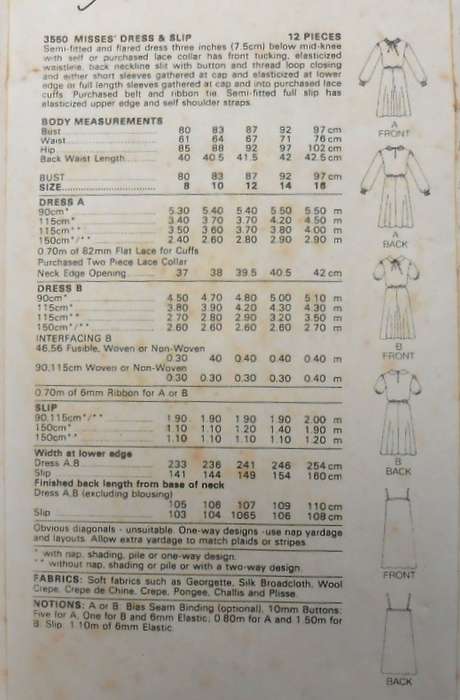 3560 MISSES' DRESS & SLIP 12 PIECES
Semi-fitted and flared dress three inches (7.5cm) below mid-knee
with self or purchased lace collar has front tucking, elasticized
waistline, back neckline slit with button and thread loop closing
and either short sleeves gathered at cap and elasticized at lower
edge or full length sleeves gathered at cap and into purchased lace
cuffs. Purchased belt and ribbon tie. Semi-fitted full slip has
elasticized upper edge and self shoulder straps.
BODY MEASUREMENTS
Bust 80 83 87 92 97 cm
Waist 61 64 67 71 76 cm
Hip 85 88 92 97 102 cm
Back Waist Length 40 40.5 41.5 42 42.5 cm
BUST 80 83 87 92 97 cm
SIZE 8 10 12 14 16
DRESS A
90cm* 5.30 5.40 5.40 5.50 5.50 m
115cm* 3.40 3.70 3.70 4.20 4.50 m
115cm** 3.50 3.60 3.70 3.80 4.00 m
150cm*/** 2.40 2.60 2.80 2.90 2.90 m
0.70m of 82mm Flat Lace for Cuffs
Purchased Two Piece Lace Collar
Neck Edge Opening 37 38 39.5 40.5 42 cm
DRESS B
90cm* 4.50 4.70 4.80 5.00 5.10 m
115cm* 3.80 3.90 4.20 4.30 4.30 m
115cm** 2.70 2.80 2.90 3.20 3.50 m
150cm*/** 2.60 2.60 2.60 2.60 2.70 m
INTERFACING B
46,56 Fusible, Woven or Non-Woven
0.30 40 0.40 0.40 0.40 m
90,115cm Woven or Non-Woven
0.30 0.30 0.30 0.30 0.40 m
0.70m of 6mm Ribbon for A or B
SLIP
90,115cm*/** 1.90 1.90 1.90 1.90 2.00 m
150cm* 1.10 1.10 1.20 1.40 1.90 m
150cm** 1.10 1.10 1.10 1.10 1.20 m
Width at lower edge
Dress A,B 233 236 241 246 254 cm
Slip 141 144 149 154 160 cm
Finished back length from base of neck
Dress A,B (excluding blousing)
105 106 107 109 110 cm
Slip 103 104 1065 106 108 cm
Obvious diagonals - unsuitable. One-way designs - use nap yardage
and layouts. Allow extra yardage to match plaids or stripes.
* with nap, shading, pile or one-way design.
** without nap, shading or pile or with a two-way design.
FABRICS: Soft fabrics such as Georgette, Silk Broadcloth, Wool
Crepe, Crepe de Chine, Crepe, Pongee, Challis and Plisse.
NOTIONS: A or B: Bias Seam Binding (optional), 10mm Buttons:
Five for A, One for B and 6mm Elastic: 0.80m for A and 1.50m for
B. Slip: 1.10m of 6mm Elastic.
A
FRONT
A
BACK
B
FRONT
B
BACK
FRONT
BACK